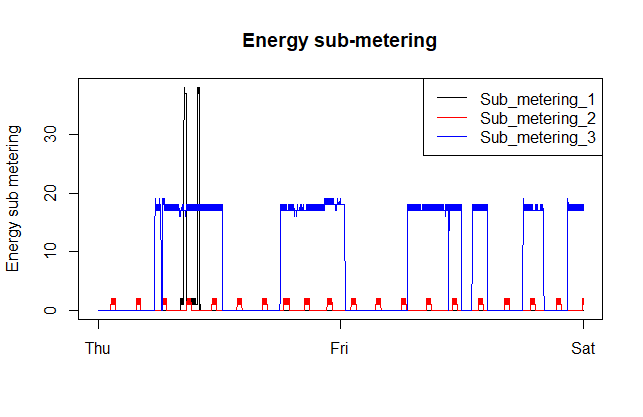 Energy sub-metering
Sub_metering_1
Sub_metering_2
Sub_metering_3
Energy sub metering
30
20
10
0
Thu
Fri
Sat